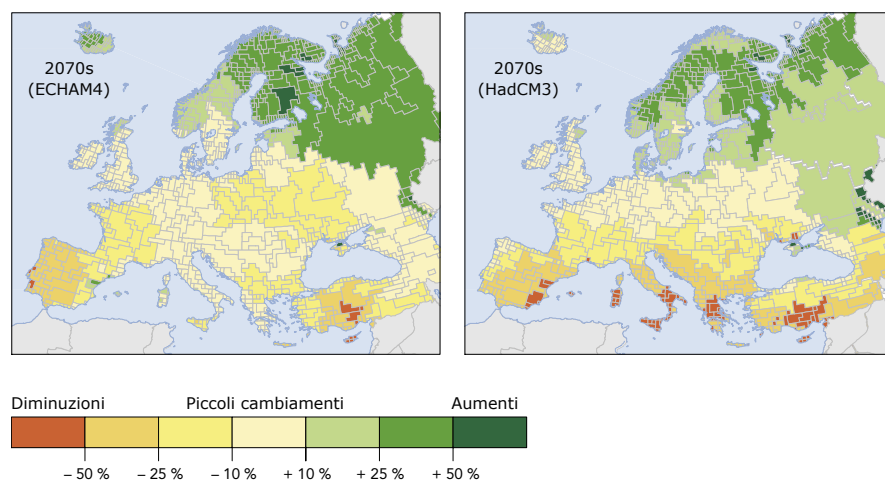 2070s
(ECHAM4)
2070s
(HadCM3)
Diminuzioni Piccoli cambiamenti Aumenti
– 50 % – 25 % – 10 % + 10 % + 25 % + 50 %